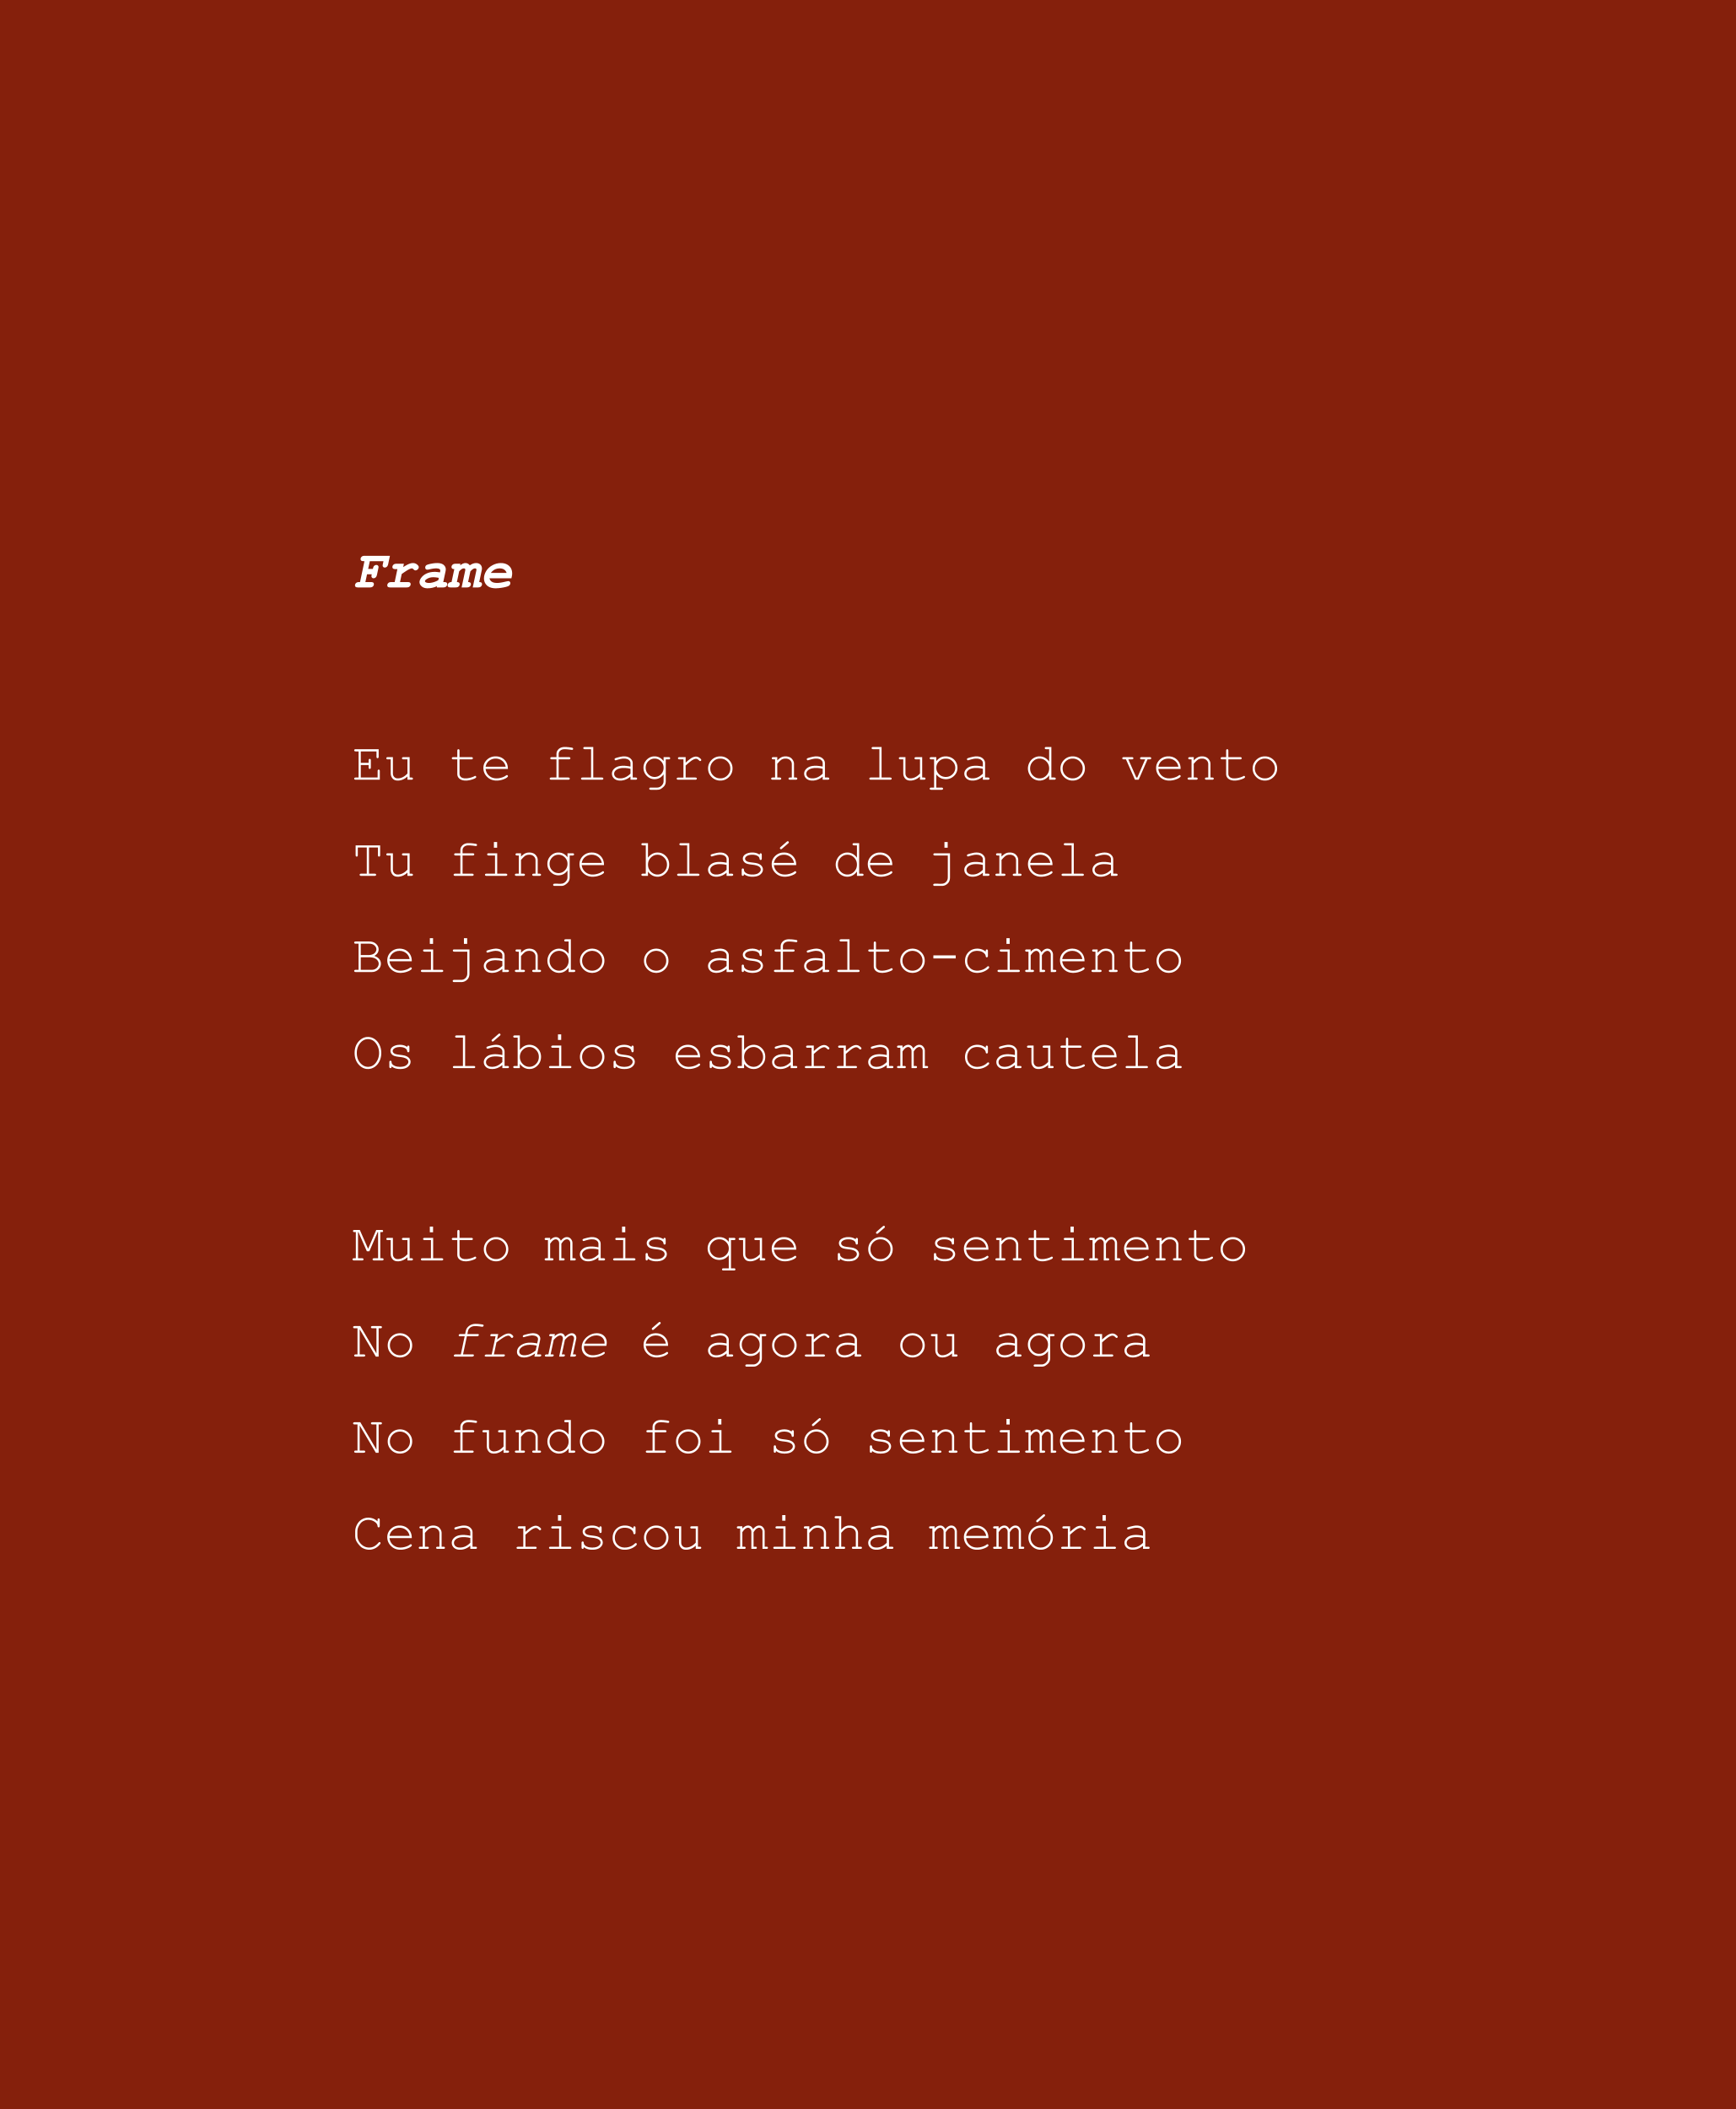 Frame
Eu te flagro na lupa do vento
Tu finge blasé de janela
Beijando o asfalto-cimento
Os lábios esbarram cautela
Muito mais que só sentimento
No frame é agora ou agora
No fundo foi só sentimento
Cena riscou minha memória